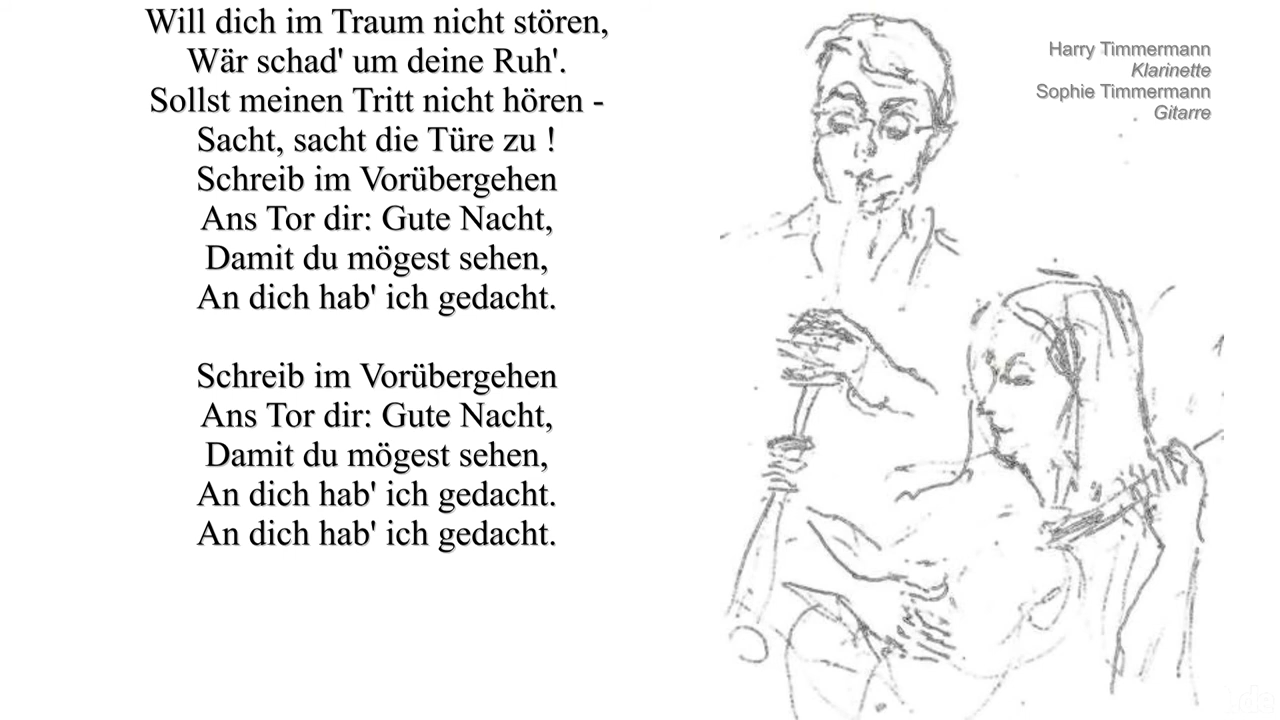 Will dich im Traum nicht stören,
Wär schad' um deine Ruh'.
Sollst meinen Tritt nicht hören -
Sacht, sacht die Türe zu !
Schreib im Vorübergehen
Ans Tor dir: Gute Nacht,
Damit du mögest sehen,
An dich hab' ich gedacht.
Schreib im Vorübergehen
Ans Tor dir: Gute Nacht,
Damit du mögest sehen,
An dich hab' ich gedacht.
An dich hab' ich gedacht.
Harry Timmermann
Klarinette
Sophie Timmermann
Gitarre